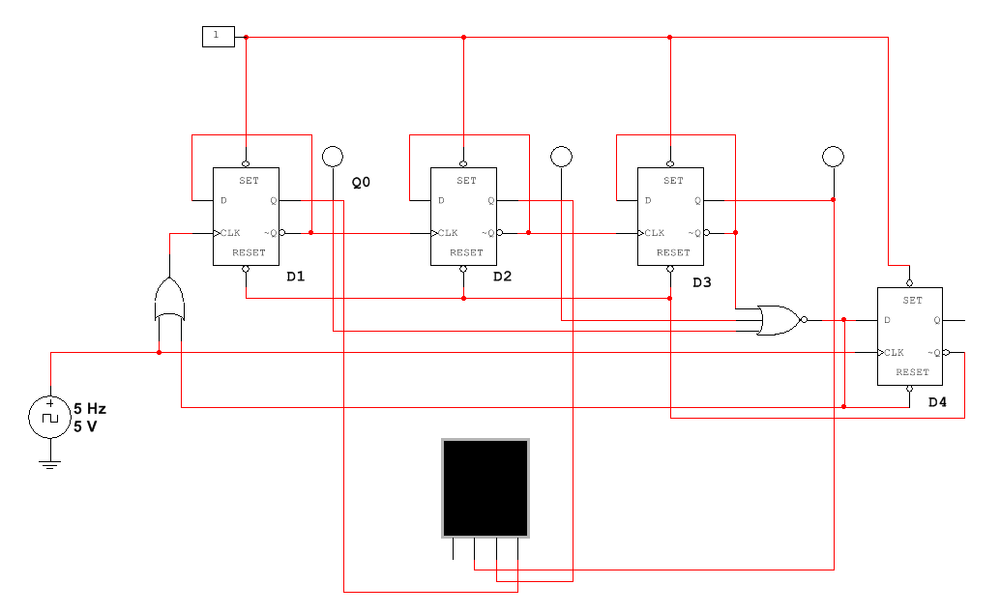 1
SET
SET
SET
Q0
D Q
D Q
D Q
CLK ~Q
CLK ~Q
CLK ~Q
RESET
RESET
RESET
D1
D2
D3
SET
D Q
CLK ~Q
RESET
D4
5 Hz
5 V